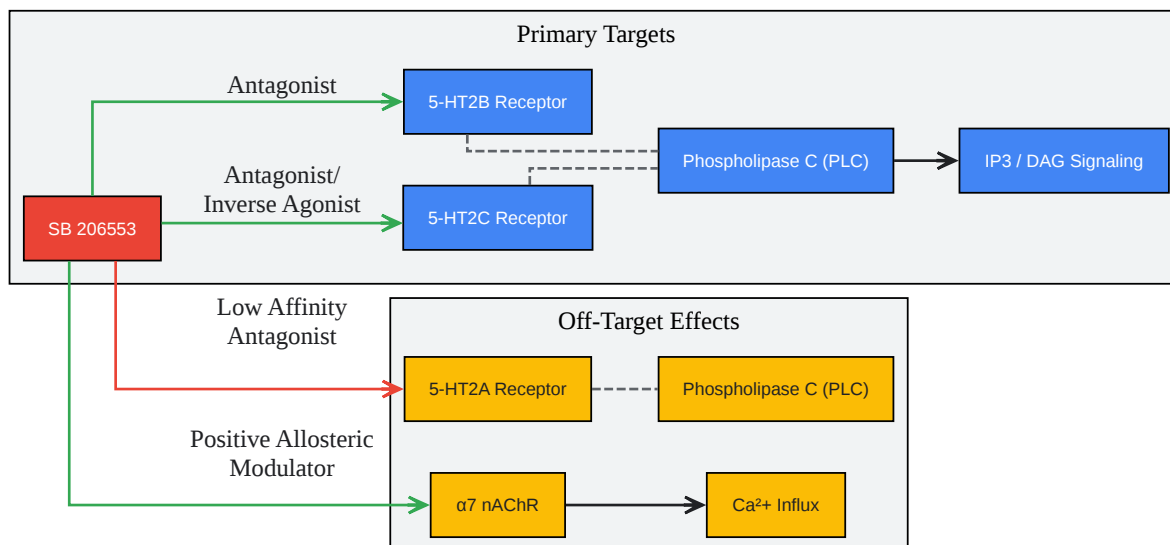 Primary Targets
Antagonist
5-HT2B Receptor
Phospholipase C (PLC)
IP3 / DAG Signaling
Antagonist/
Inverse Agonist
5-HT2C Receptor
SB 206553
Low Affinity
Antagonist
Off-Target Effects
5-HT2A Receptor
Phospholipase C (PLC)
Positive Allosteric
Modulator
α7 nAChR
Ca²+ Influx